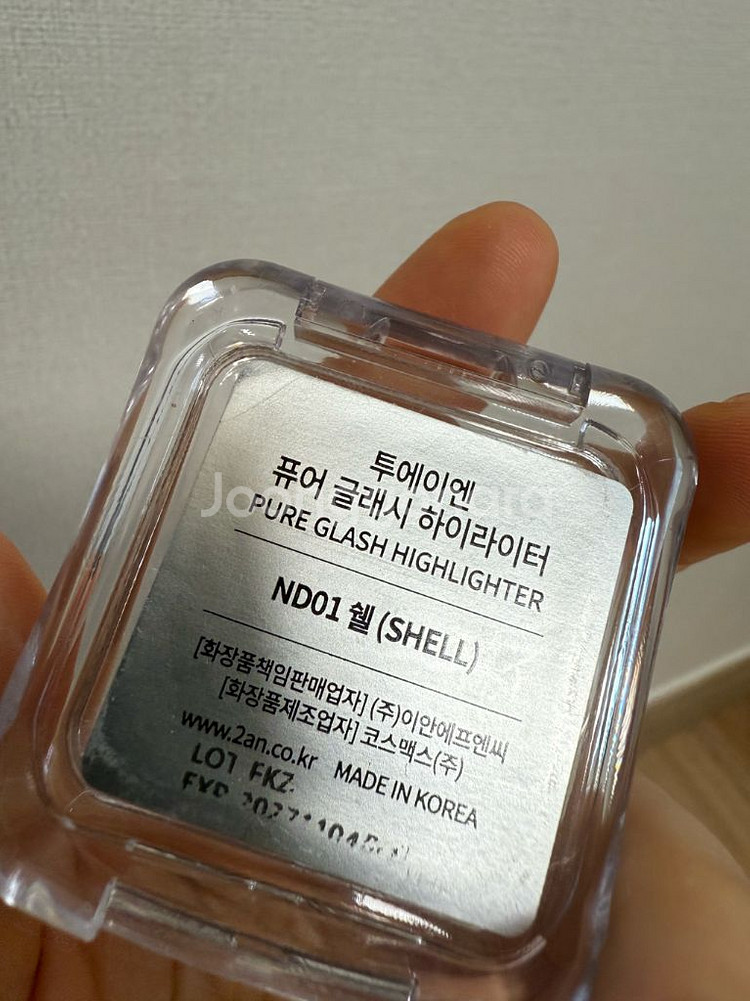 투에이엔
퓨어 글래시 하이라이터
PURE GLASH HIGHLIGHTER
ND01 쉘 (SHELL)
[화장품책임판매업자] (주)이안에프엔씨
[화장품제조업자] 코스맥스(주)
www.2an.co.kr MADE IN KOREA
LOT
EXP